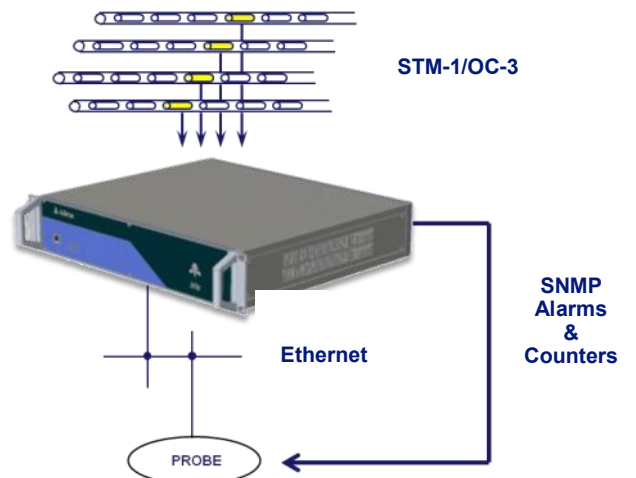 STM-1/OC-3
SNMP
Alarms
&
Counters
Ethernet
PROBE